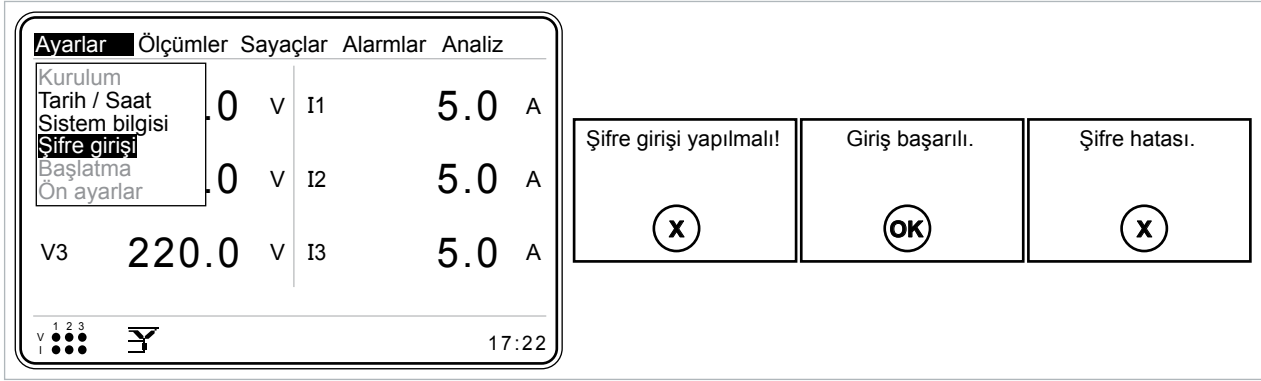 Ayarlar Ölçümler Sayaçlar Alarmlar Analiz
Kurulum
Tarih / Saat
Sistem bilgisi
Şifre girişi
Başlatma
Ön ayarlar
.0 V I1 5.0 A
.0 V I2 5.0 A
V3 220.0 V I3 5.0 A
1 2 3
V
I
17:22
Şifre girişi yapılmalı!
X
Giriş başarılı.
OK
Şifre hatası.
X